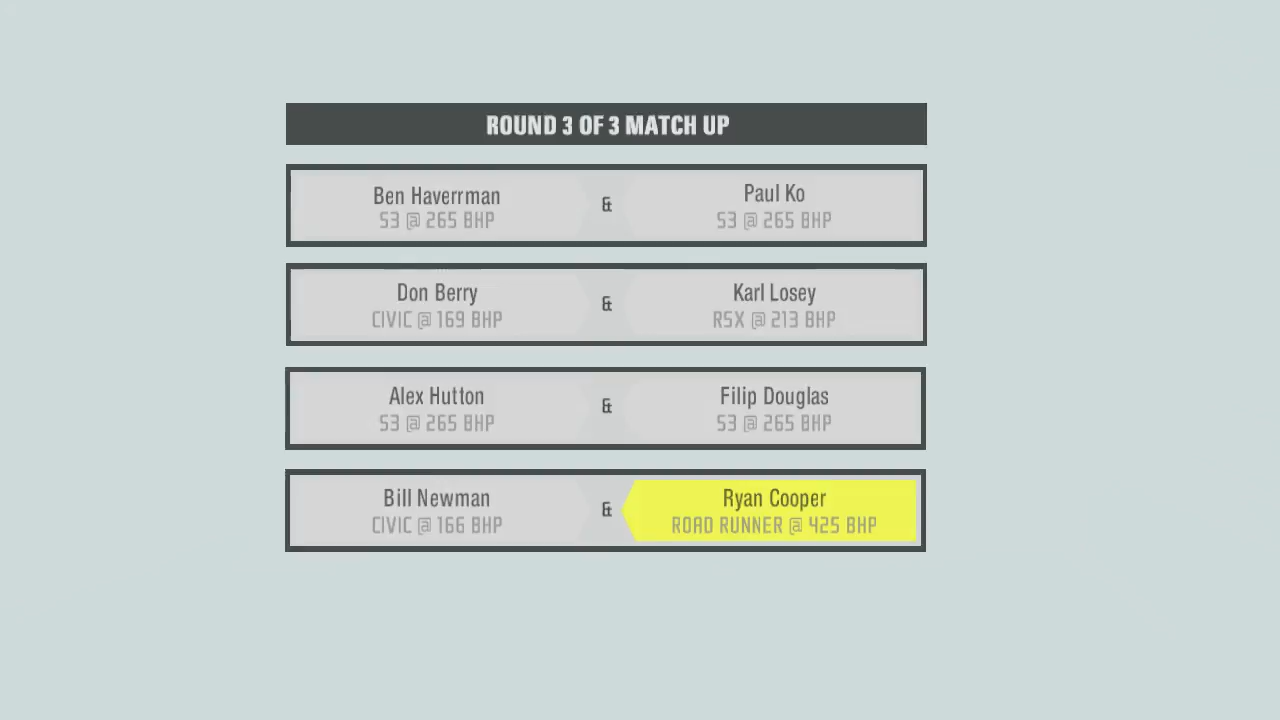 ROUND 3 OF 3 MATCH UP
Ben Haverrman & Paul Ko
S3 @ 265 BHP S3 @ 265 BHP
Don Berry & Karl Losey
CIVIC @ 169 BHP RSX @ 213 BHP
Alex Hutton & Filip Douglas
S3 @ 265 BHP S3 @ 265 BHP
Bill Newman & Ryan Cooper
CIVIC @ 166 BHP ROAD RUNNER @ 425 BHP